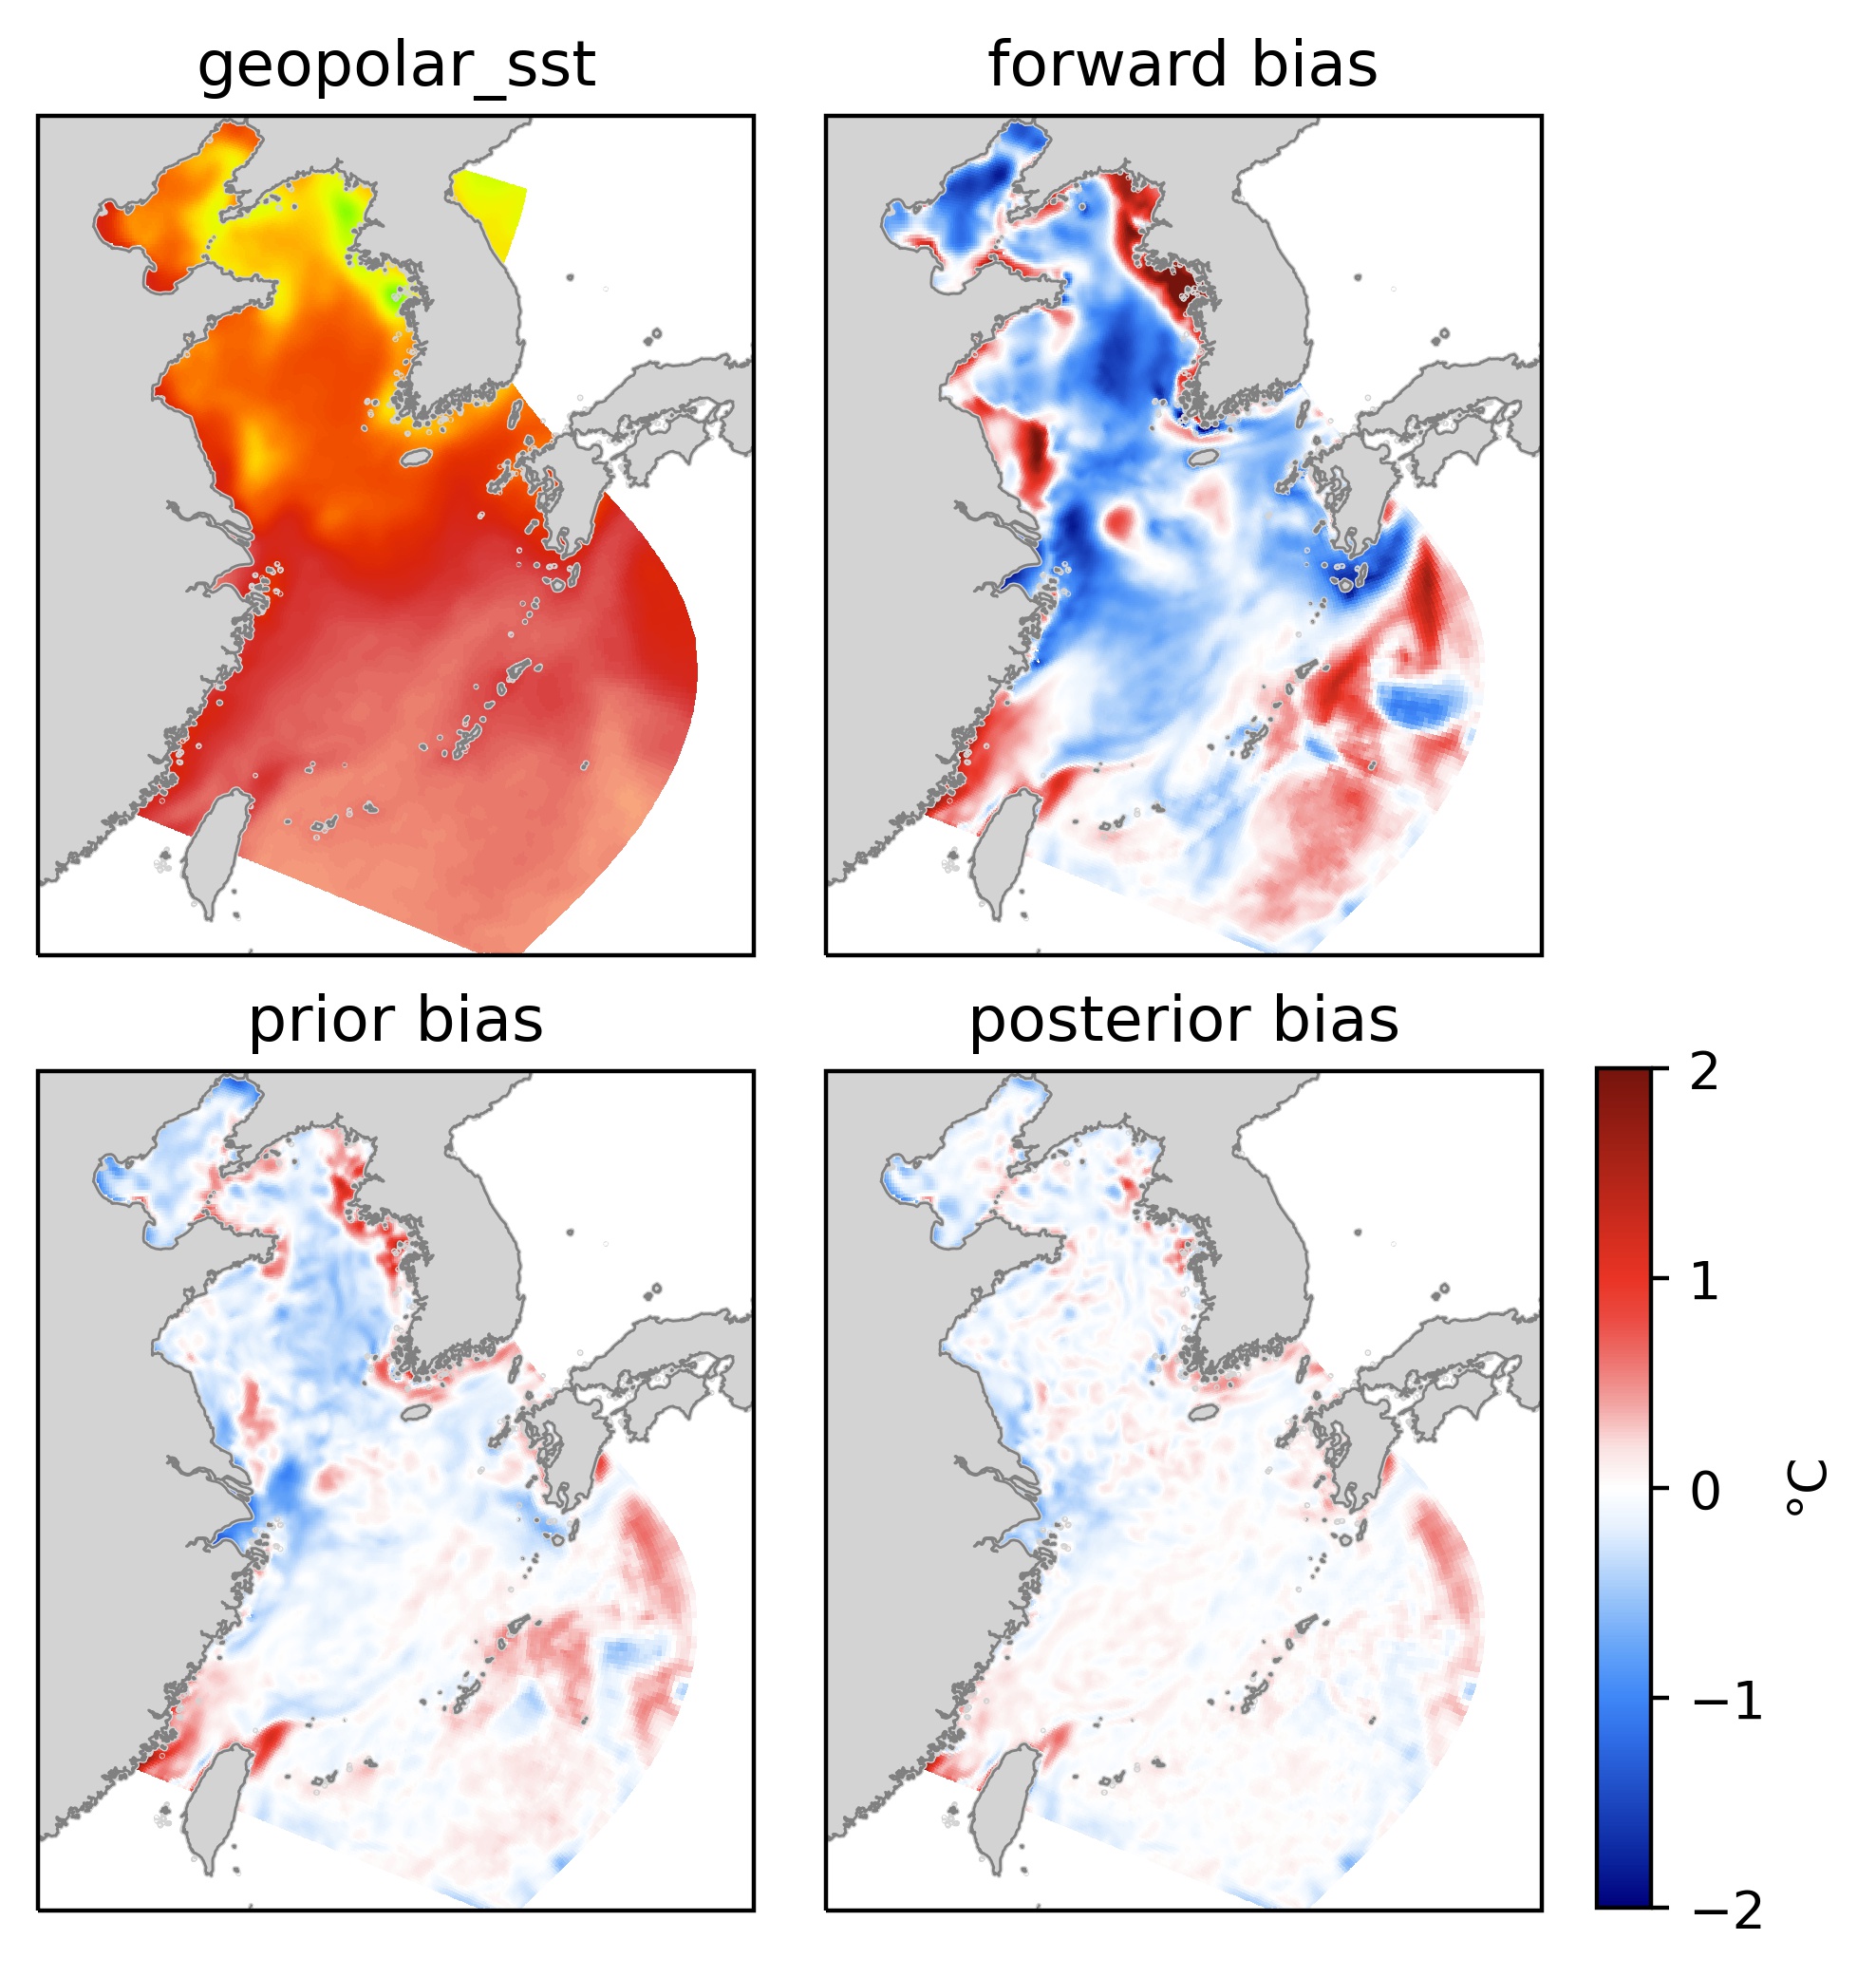 geopolar_sst
forward bias
prior bias
posterior bias
2
1
0
−1
−2
°C